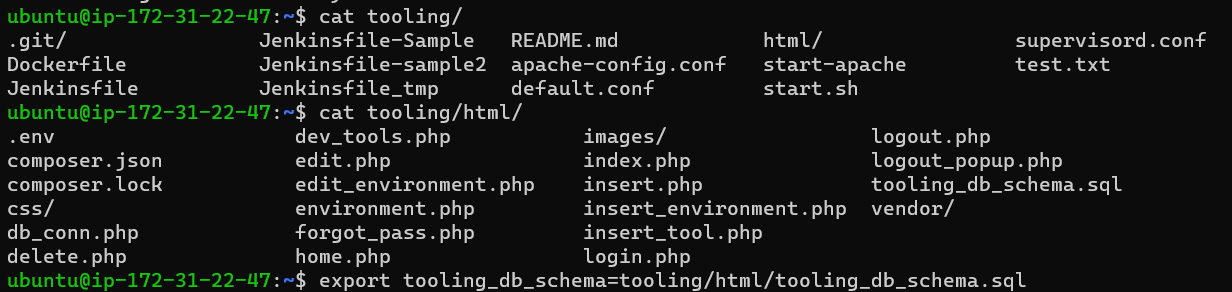 ubuntu@ip-172-31-22-47:~$ cat tooling/
.git/ Jenkinsfile-Sample README.md html/ supervisord.conf
Dockerfile Jenkinsfile-sample2 apache-config.conf start-apache test.txt
Jenkinsfile Jenkinsfile_tmp default.conf start.sh
ubuntu@ip-172-31-22-47:~$ cat tooling/html/
.env dev_tools.php images/ logout.php
composer.json edit.php index.php logout_popup.php
composer.lock edit_environment.php insert.php tooling_db_schema.sql
css/ environment.php insert_environment.php vendor/
db_conn.php forgot_pass.php insert_tool.php
delete.php home.php login.php
ubuntu@ip-172-31-22-47:~$ export tooling_db_schema=tooling/html/tooling_db_schema.sql